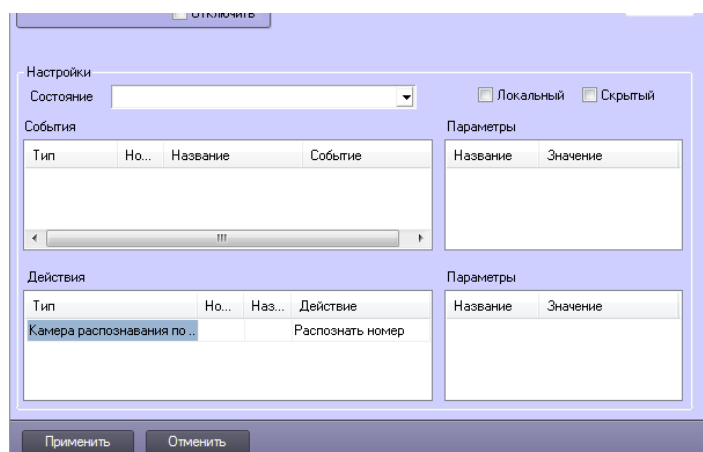 Отключить
Настройки
Состояние
Локальный Скрытый
События Параметры
Тип Но... Название Событие Название Значение
Действия Параметры
Тип Но... Наз... Действие Название Значение
Камера распознавания по .. Распознать номер
Применить Отменить